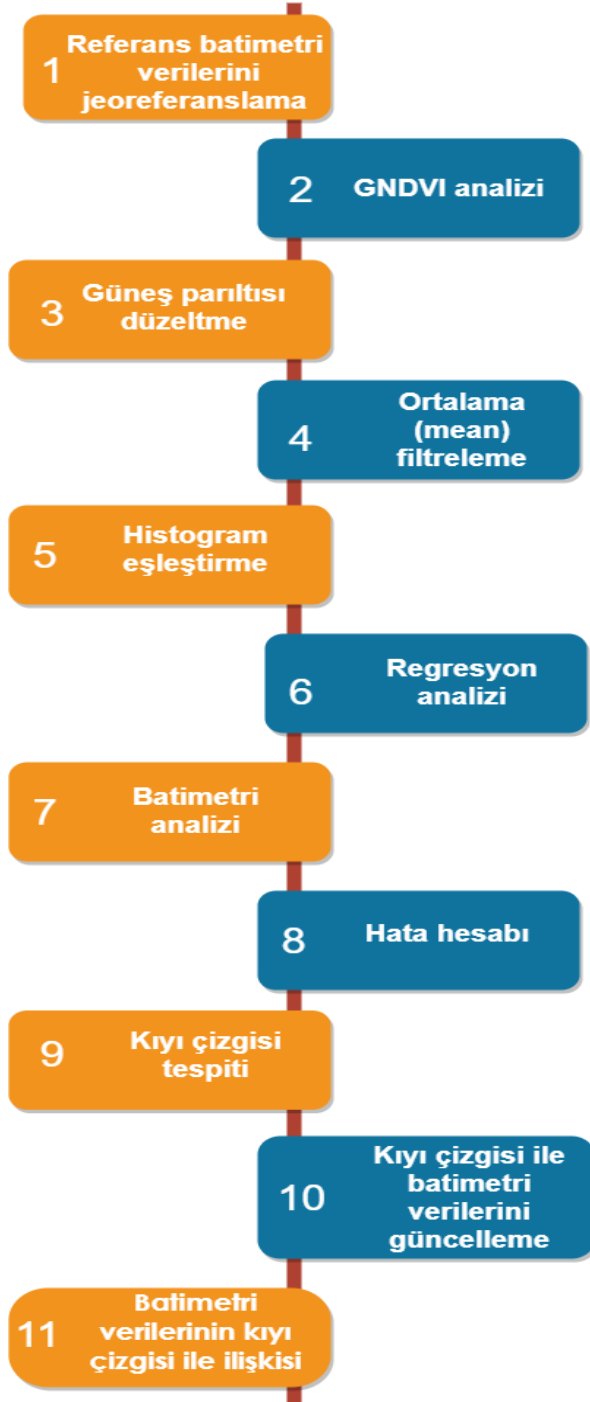 1
Referans batimetri
verilerini
jeoreferanslama
2
GNDVI analizi
3
Güneş parıltısı
düzeltme
4
Ortalama
(mean)
filtreleme
5
Histogram
eşleştirme
6
Regresyon
analizi
7
Batimetri
analizi
8
Hata hesabı
9
Kıyı çizgisi
tespiti
10
Kıyı çizgisi ile
batimetri
verilerini
güncelleme
11
Batimetri
verilerinin kıyı
çizgisi ile ilişkisi